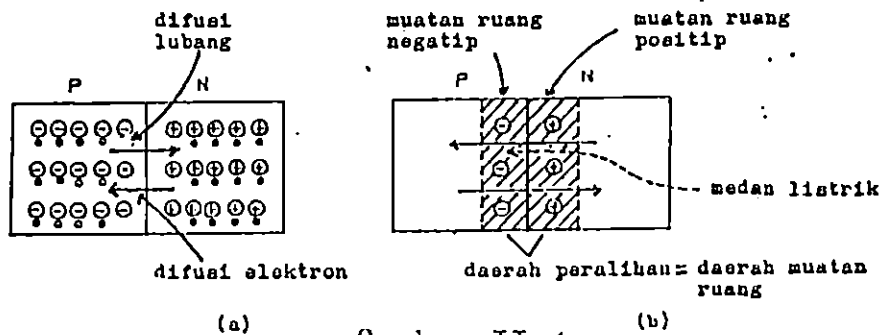 difusi
lubang
P
N
difusi elektron
(a)
muatan ruang
negatip
muatan ruang
positip
P
N
medan listrik
daerah peralihan = daerah muatan
ruang
(b)